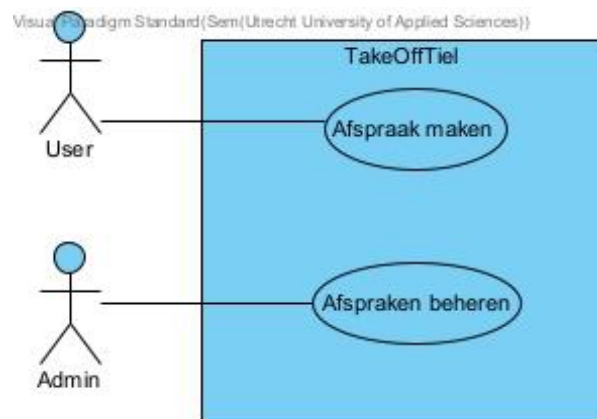 Visual Paradigm Standard(Sem(Utrecht University of Applied Sciences))
TakeOffTiel
Afspraak maken
User
Afspraken beheren
Admin